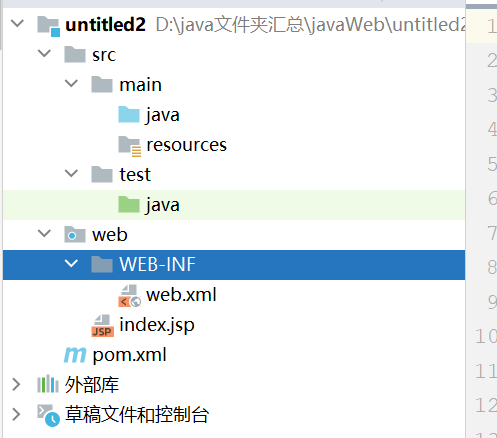 untitled2 D:\java文件夹汇总\javaWeb\untitled2
1
src
2
main
3
java
4
resources
5
test
6
java
7
web
WEB-INF
8
web.xml
9
index.jsp
10
JSP
pom.xml
11
外部库
12
草稿文件和控制台